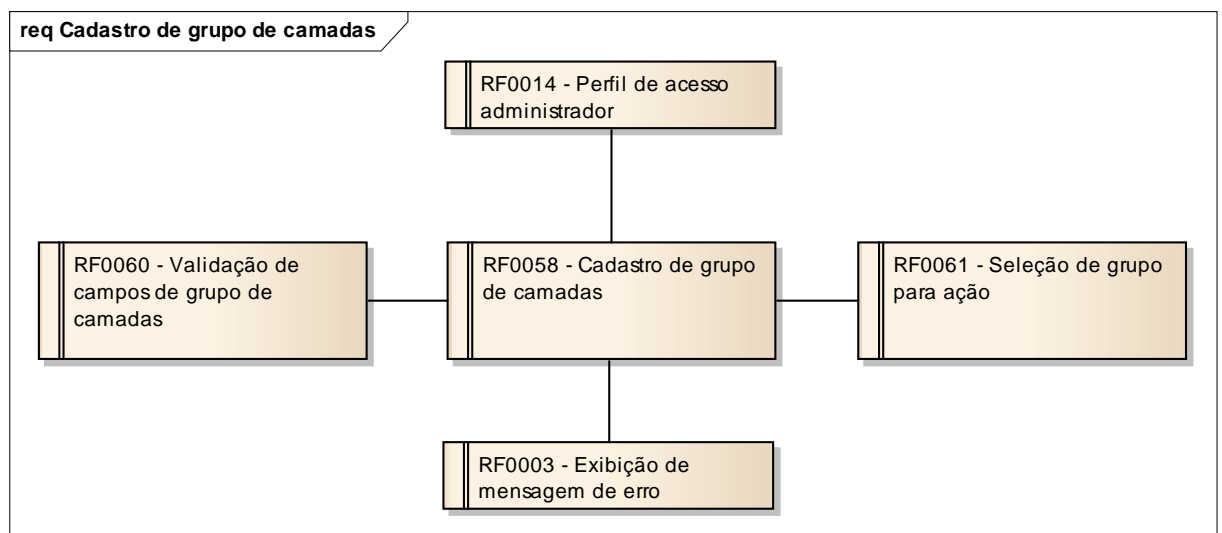 req Cadastro de grupo de camadas
RF0014 - Perfil de acesso
administrador
RF0060 - Validação de
campos de grupo de
camadas
RF0058 - Cadastro de grupo
de camadas
RF0061 - Seleção de grupo
para ação
RF0003 - Exibição de
mensagem de erro